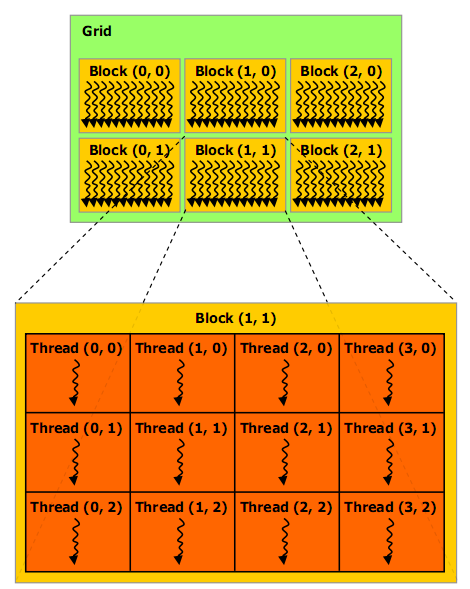 Grid
Block (0, 0) Block (1, 0) Block (2, 0)
Block (0, 1) Block (1, 1) Block (2, 1)
Block (1, 1)
Thread (0, 0) Thread (1, 0) Thread (2, 0) Thread (3, 0)
Thread (0, 1) Thread (1, 1) Thread (2, 1) Thread (3, 1)
Thread (0, 2) Thread (1, 2) Thread (2, 2) Thread (3, 2)